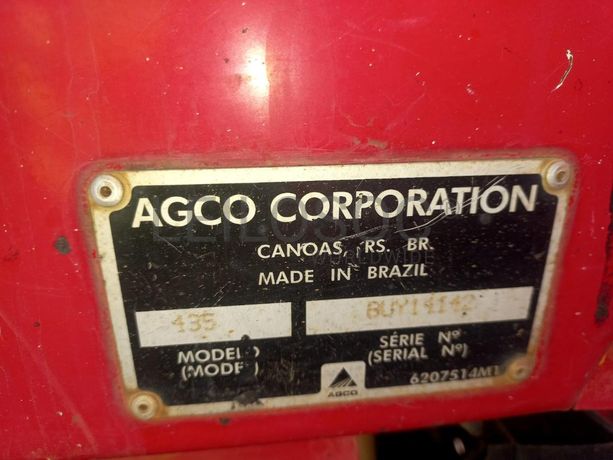 AGCO CORPORATION
CANOAS, RS. BR.
MADE IN BRAZIL
435
BUY14142
MODELO
(MODEL)
SÉRIE Nº
(SERIAL Nº)
AGCO
6207514M1